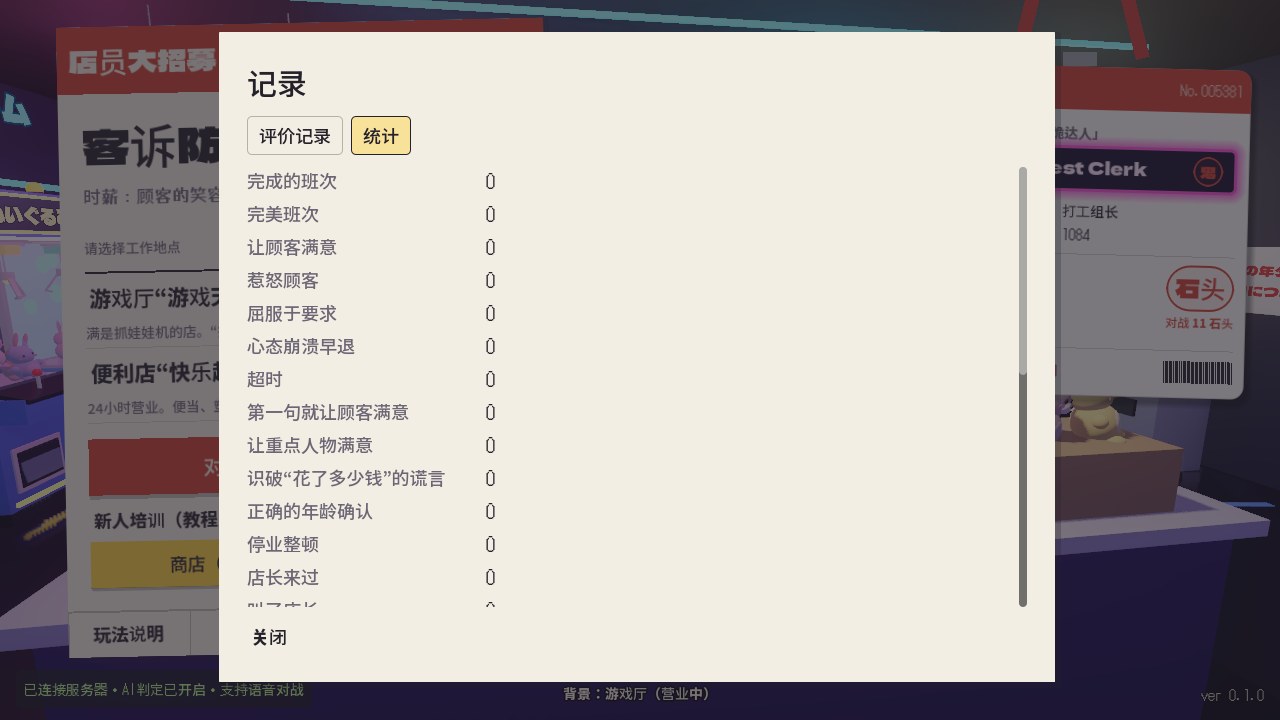 记录
评价记录
统计
完成的班次 0
完美班次 0
让顾客满意 0
惹怒顾客 0
屈服于要求 0
心态崩溃早退 0
超时 0
第一句就让顾客满意 0
让重点人物满意 0
识破“花了多少钱”的谎言 0
正确的年龄确认 0
停业整顿 0
店长来过 0
关闭
店员大招募
客诉防
时薪：顾客的笑容
请选择工作地点
游戏厅“游戏
满是抓娃娃机的店。“
便利店“快乐
24小时营业。便当、
对
新人培训（教程
商店（
玩法说明
No. 005381
达人」
est Clerk
打工组长
1084
石头
对战 11 石头
已连接服务器・AI判定已开启・支持语音对战
背景：游戏厅（营业中）
ver 0.1.0